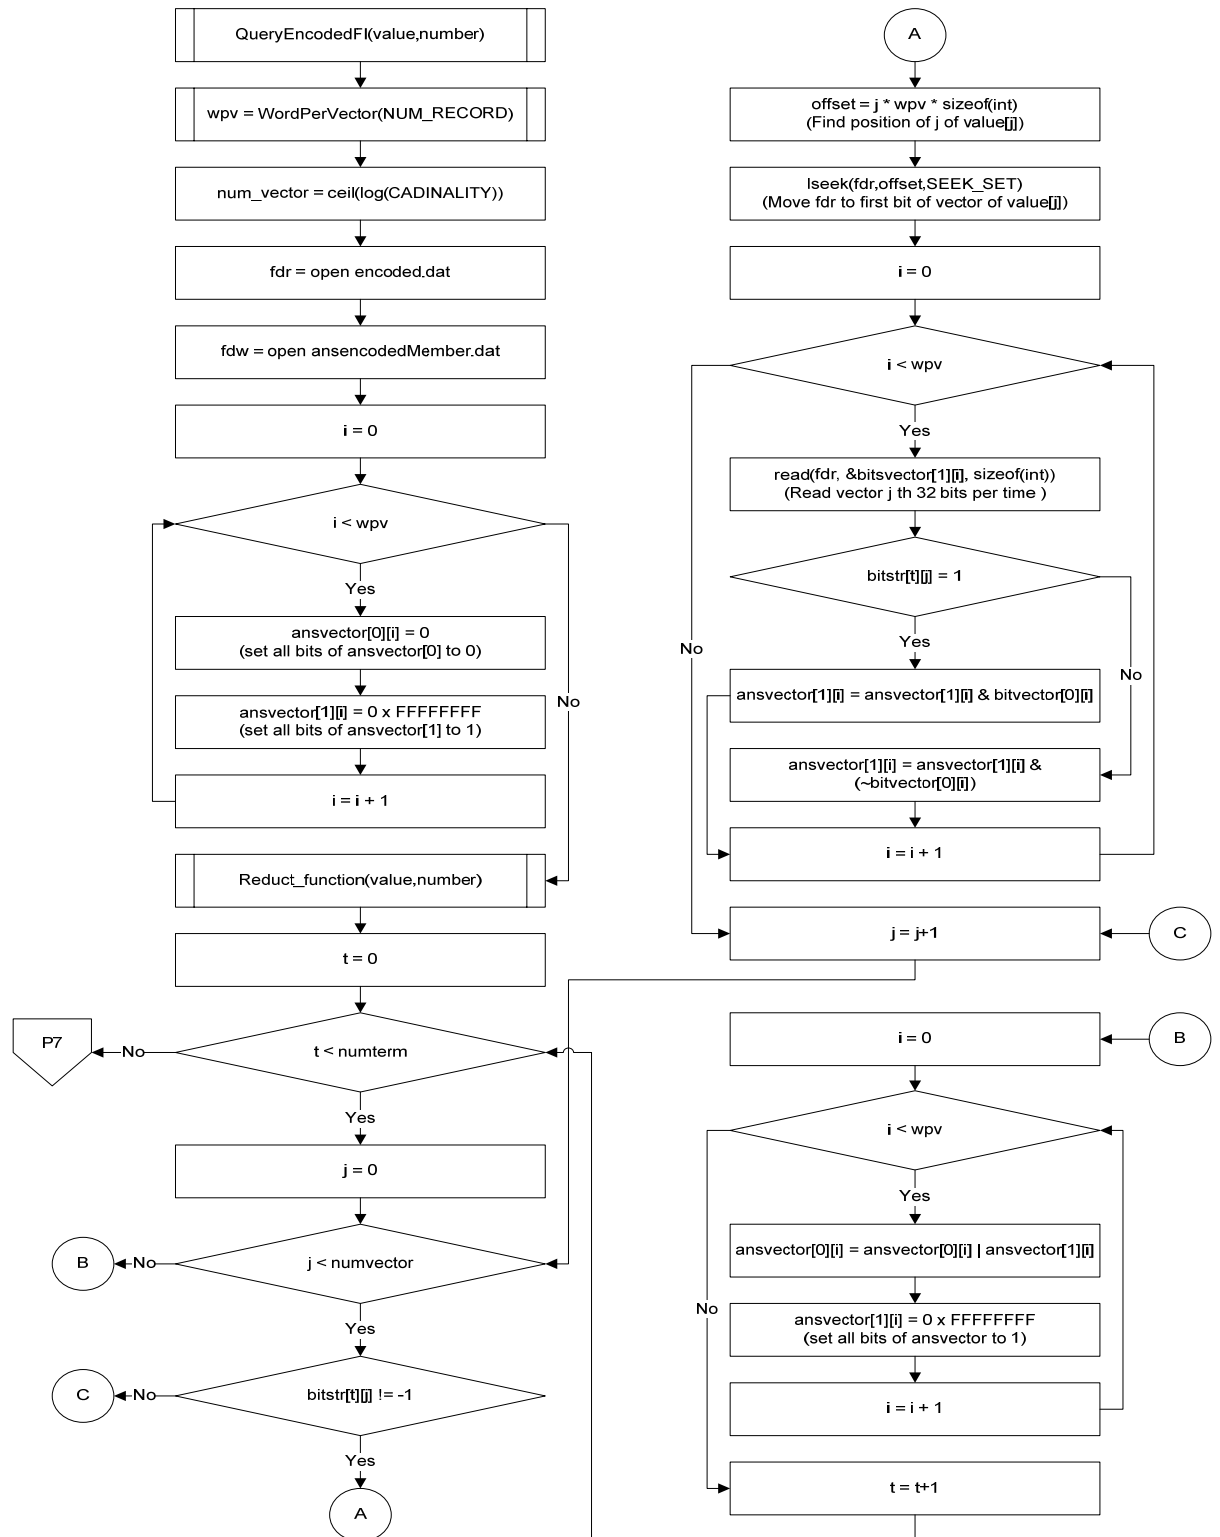 QueryEncodedFI(value,number)
wpv = WordPerVector(NUM_RECORD)
num_vector = ceil(log(CADINALITY))
fdr = open encoded.dat
fdw = open ansencodedMember.dat
i = 0
i < wpv
Yes
No
ansvector[0][i] = 0
(set all bits of ansvector[0] to 0)
ansvector[1][i] = 0 x FFFFFFFF
(set all bits of ansvector[1] to 1)
i = i + 1
Reduct_function(value,number)
t = 0
t < numterm
No
P7
Yes
j = 0
j < numvector
No
B
Yes
bitstr[t][j] != -1
No
C
Yes
A
A
offset = j * wpv * sizeof(int)
(Find position of j of value[j])
lseek(fdr,offset,SEEK_SET)
(Move fdr to first bit of vector of value[j])
i = 0
i < wpv
Yes
No
read(fdr, &bitsvector[1][i], sizeof(int))
(Read vector j th 32 bits per time )
bitstr[t][j] = 1
Yes
No
ansvector[1][i] = ansvector[1][i] & bitvector[0][i]
ansvector[1][i] = ansvector[1][i] &
(~bitvector[0][i])
i = i + 1
j = j+1
C
i = 0
B
i < wpv
Yes
No
ansvector[0][i] = ansvector[0][i] | ansvector[1][i]
ansvector[1][i] = 0 x FFFFFFFF
(set all bits of ansvector to 1)
i = i + 1
t = t+1